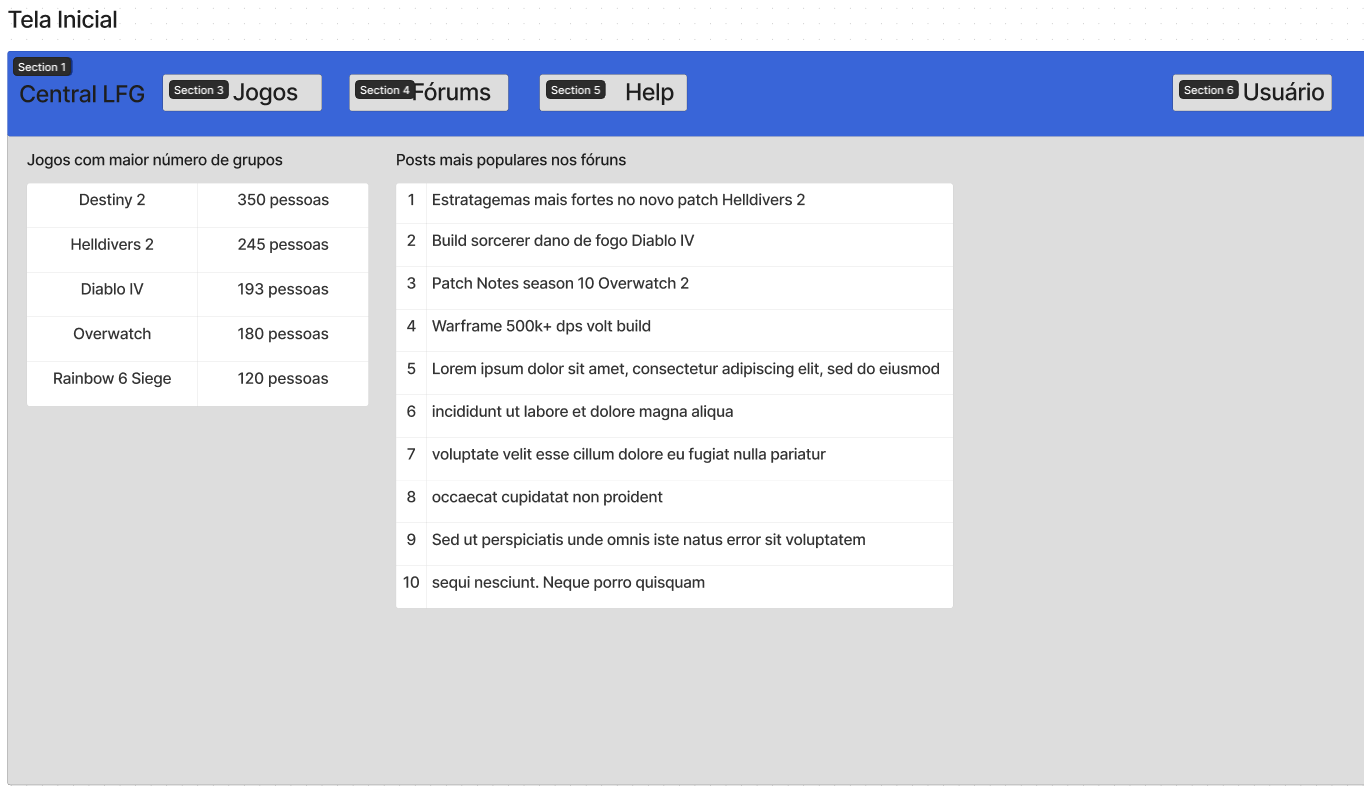 Tela Inicial
Section 1
Central LFG
Section 3 Jogos
Section 4 Fórums
Section 5 Help
Section 6 Usuário
Jogos com maior número de grupos
Destiny 2 350 pessoas
Helldivers 2 245 pessoas
Diablo IV 193 pessoas
Overwatch 180 pessoas
Rainbow 6 Siege 120 pessoas
Posts mais populares nos fóruns
1 Estratagemas mais fortes no novo patch Helldivers 2
2 Build sorcerer dano de fogo Diablo IV
3 Patch Notes season 10 Overwatch 2
4 Warframe 500k+ dps volt build
5 Lorem ipsum dolor sit amet, consectetur adipiscing elit, sed do eiusmod
6 incididunt ut labore et dolore magna aliqua
7 voluptate velit esse cillum dolore eu fugiat nulla pariatur
8 occaecat cupidatat non proident
9 Sed ut perspiciatis unde omnis iste natus error sit voluptatem
10 sequi nesciunt. Neque porro quisquam